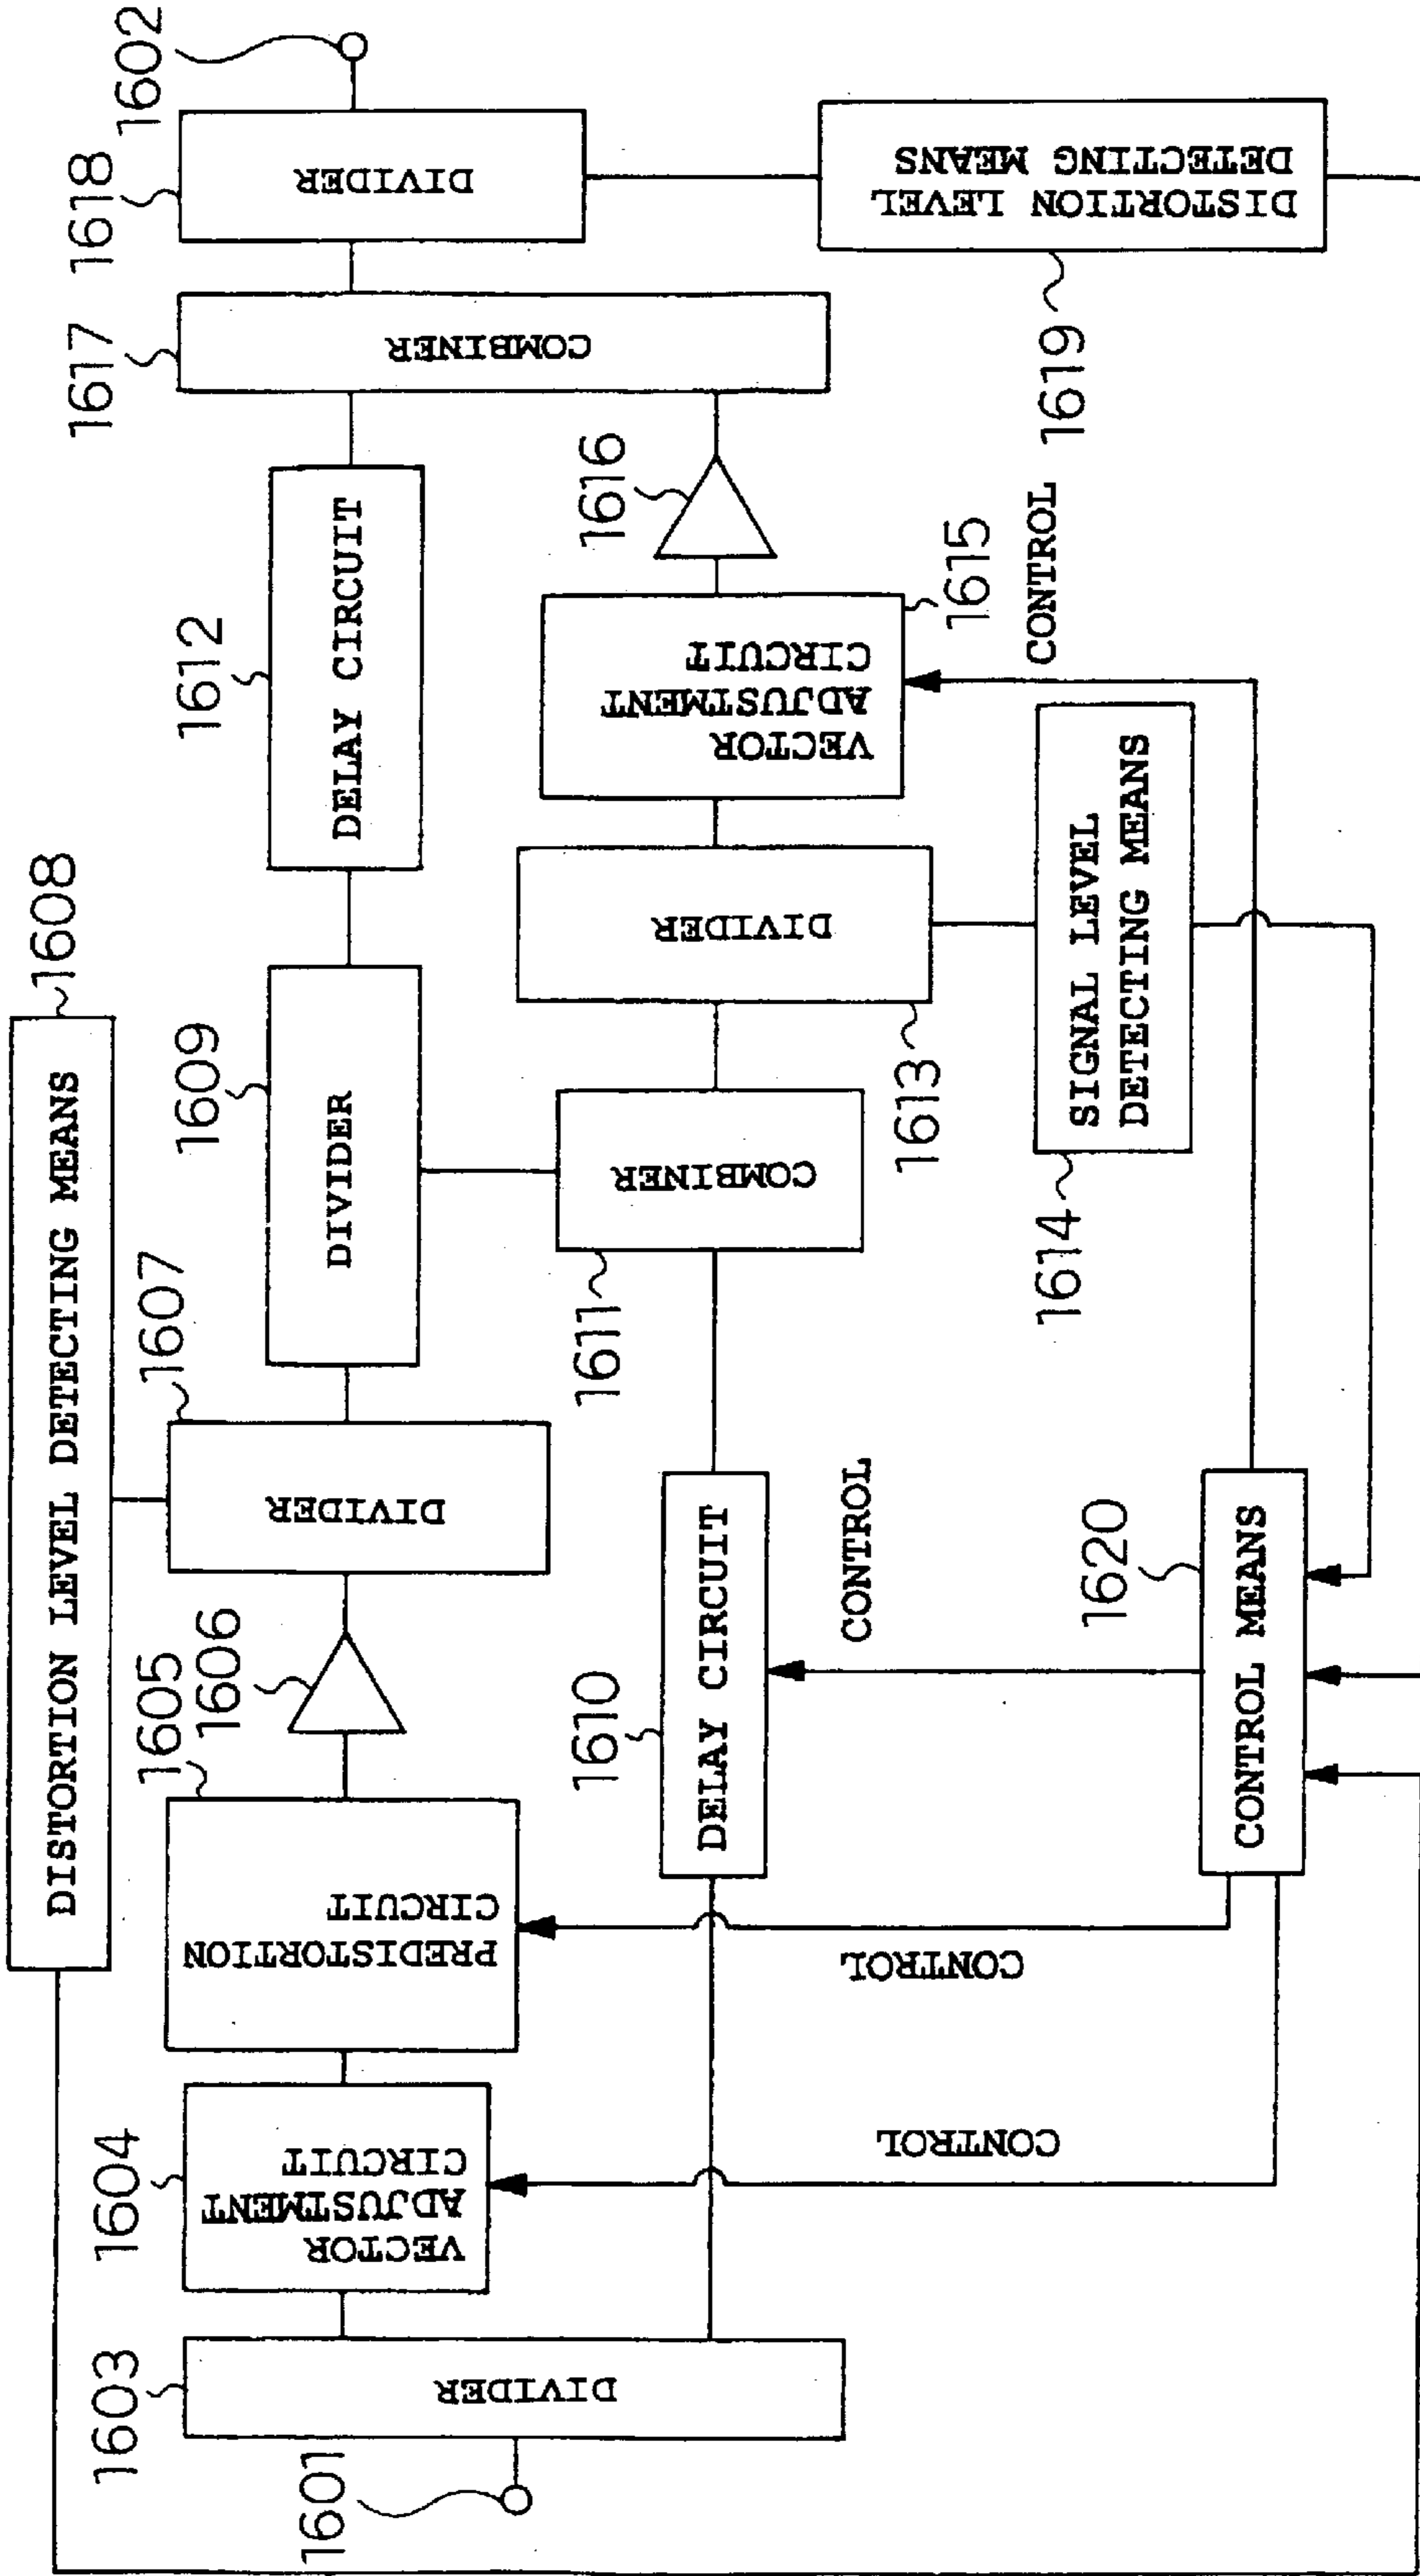 DISTORTION LEVEL DETECTING MEANS
1608
1601
1603
DIVIDER
1604
VECTOR
ADJUSTMENT
CIRCUIT
1605
PREDISTORTION
CIRCUIT
1606
1607
DIVIDER
1609
DIVIDER
1612
DELAY CIRCUIT
1617
COMBINER
1618
DIVIDER
1602
1610
DELAY CIRCUIT
1611
COMBINER
1613
DIVIDER
1615
VECTOR
ADJUSTMENT
CIRCUIT
1616
1614
SIGNAL LEVEL
DETECTING MEANS
1619
DISTORTION LEVEL
DETECTING MEANS
CONTROL
CONTROL
CONTROL
CONTROL
1620
CONTROL MEANS